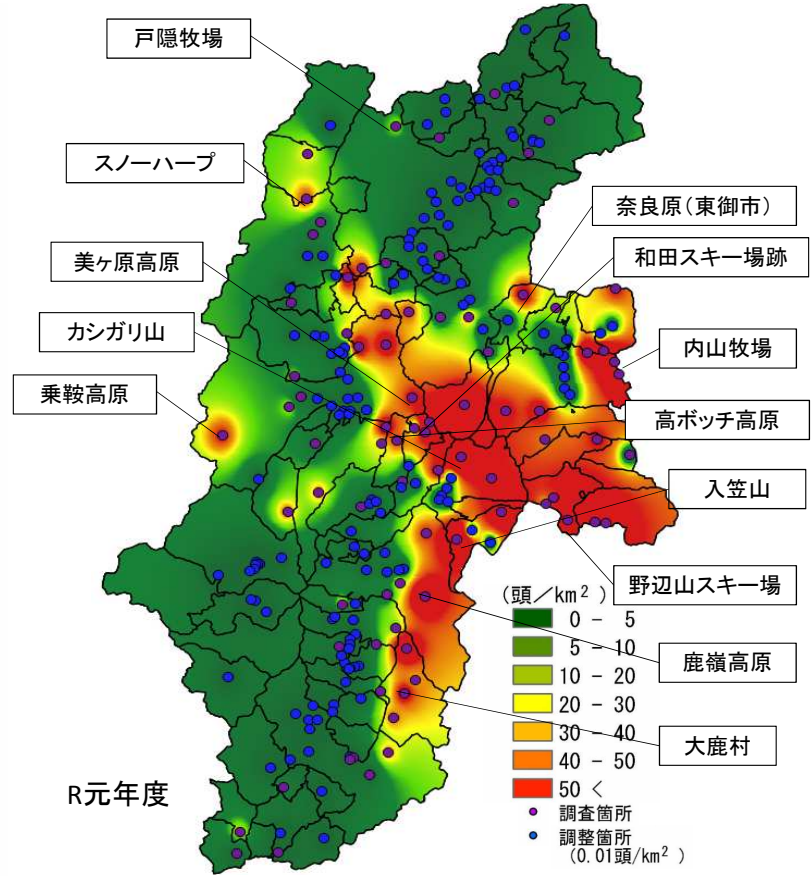 戸隠牧場
スノーハープ
奈良原(東御市)
美ヶ原高原
和田スキー場跡
カシガリ山
内山牧場
乗鞍高原
高ボッチ高原
入笠山
野辺山スキー場
(頭/km²)
0 - 5
5 - 10
10 - 20
20 - 30
30 - 40
40 - 50
50 <
鹿嶺高原
大鹿村
R元年度
調査箇所
調整箇所
(0.01頭/km²)